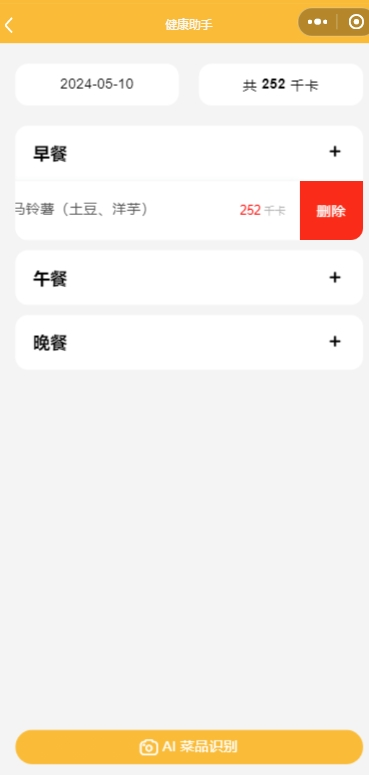 健康助手
2024-05-10
共 252 千卡
早餐 +
马铃薯（土豆、洋芋） 252 千卡 删除
午餐 +
晚餐 +
AI 菜品识别